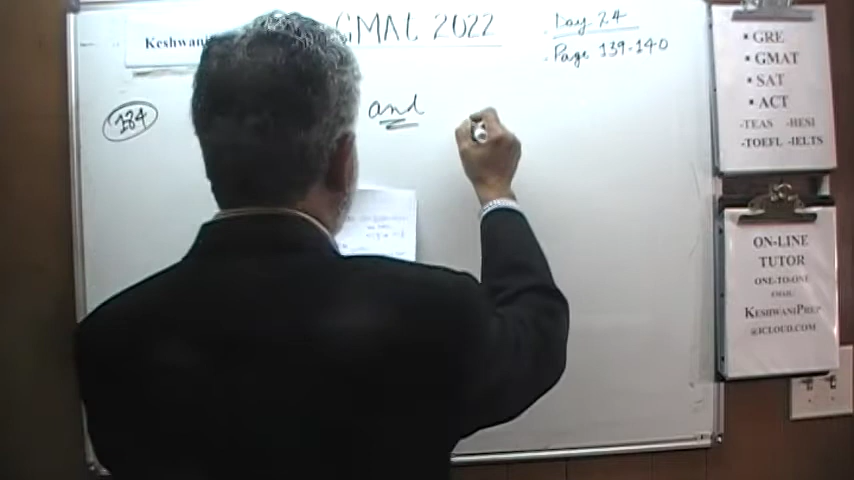 Keshwani
GMAC 2022
Day 24
Page 139-140
184
and
▪ GRE
▪ GMAT
▪ SAT
▪ ACT
-TEAS -HESI
-TOEFL -IELTS
ON-LINE
TUTOR
ONE-TO-ONE
EMAIL:
KESHWANIPREP
@ICLOUD.COM